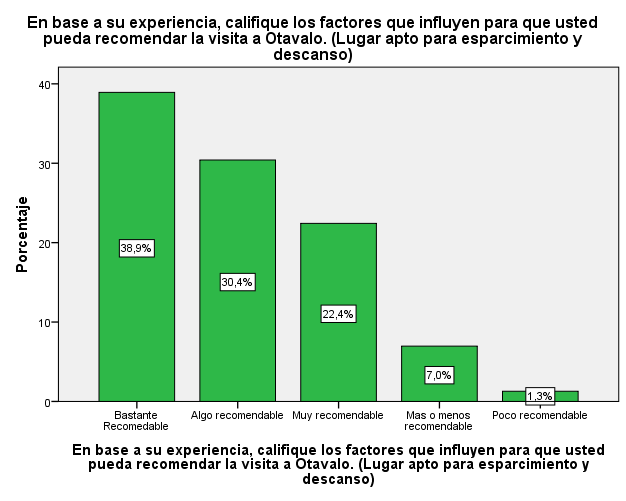 En base a su experiencia, califique los factores que influyen para que usted
pueda recomendar la visita a Otavalo. (Lugar apto para esparcimiento y
descanso)
Porcentaje
40
30
20
10
0
38,9%
30,4%
22,4%
7,0%
1,3%
Bastante
Recomedable
Algo recomendable
Muy recomendable
Mas o menos
recomendable
Poco recomendable
En base a su experiencia, califique los factores que influyen para que usted
pueda recomendar la visita a Otavalo. (Lugar apto para esparcimiento y
descanso)